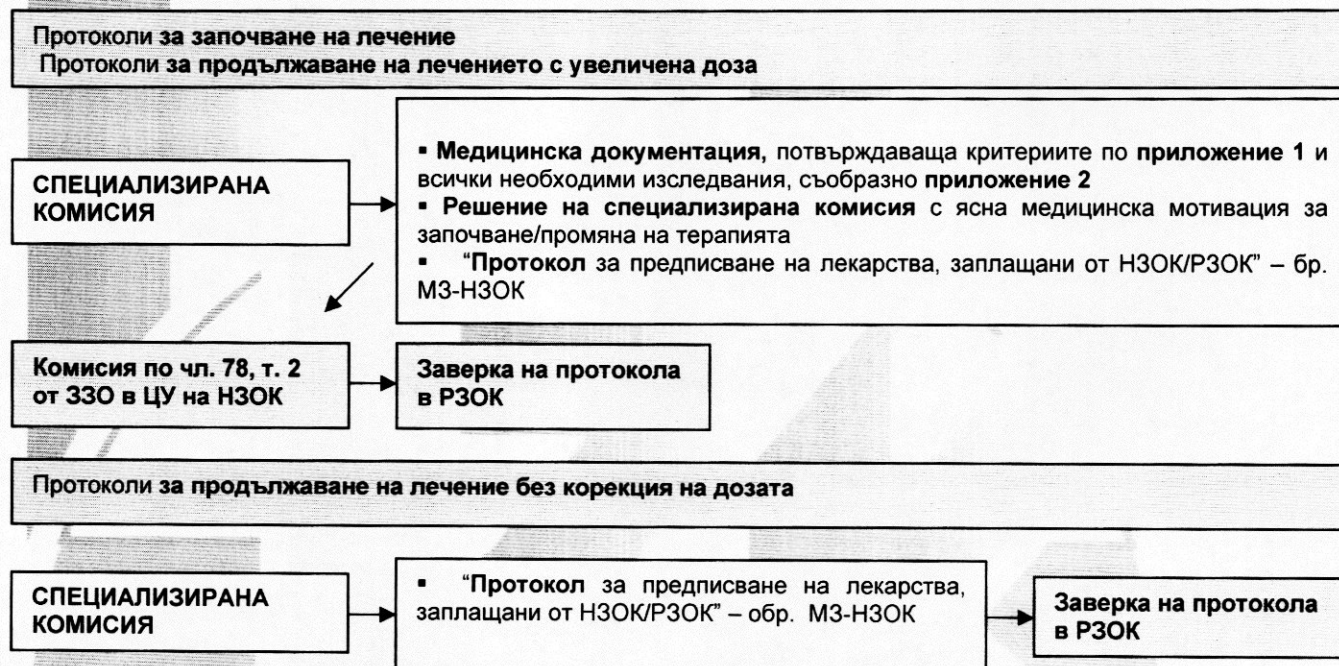 Протоколи за започване на лечение
Протоколи за продължаване на лечението с увеличена доза
СПЕЦИАЛИЗИРАНА
КОМИСИЯ
▪ Медицинска документация, потвърждаваща критериите по приложение 1 и
всички необходими изследвания, съобразно приложение 2
▪ Решение на специализирана комисия с ясна медицинска мотивация за
започване/промяна на терапията
▪ "Протокол за предписване на лекарства, заплащани от НЗОК/РЗОК" – бр.
МЗ-НЗОК
Комисия по чл. 78, т. 2
от ЗЗО в ЦУ на НЗОК
Заверка на протокола
в РЗОК
Протоколи за продължаване на лечение без корекция на дозата
СПЕЦИАЛИЗИРАНА
КОМИСИЯ
▪ "Протокол за предписване на лекарства,
заплащани от НЗОК/РЗОК" – обр. МЗ-НЗОК
Заверка на протокола
в РЗОК